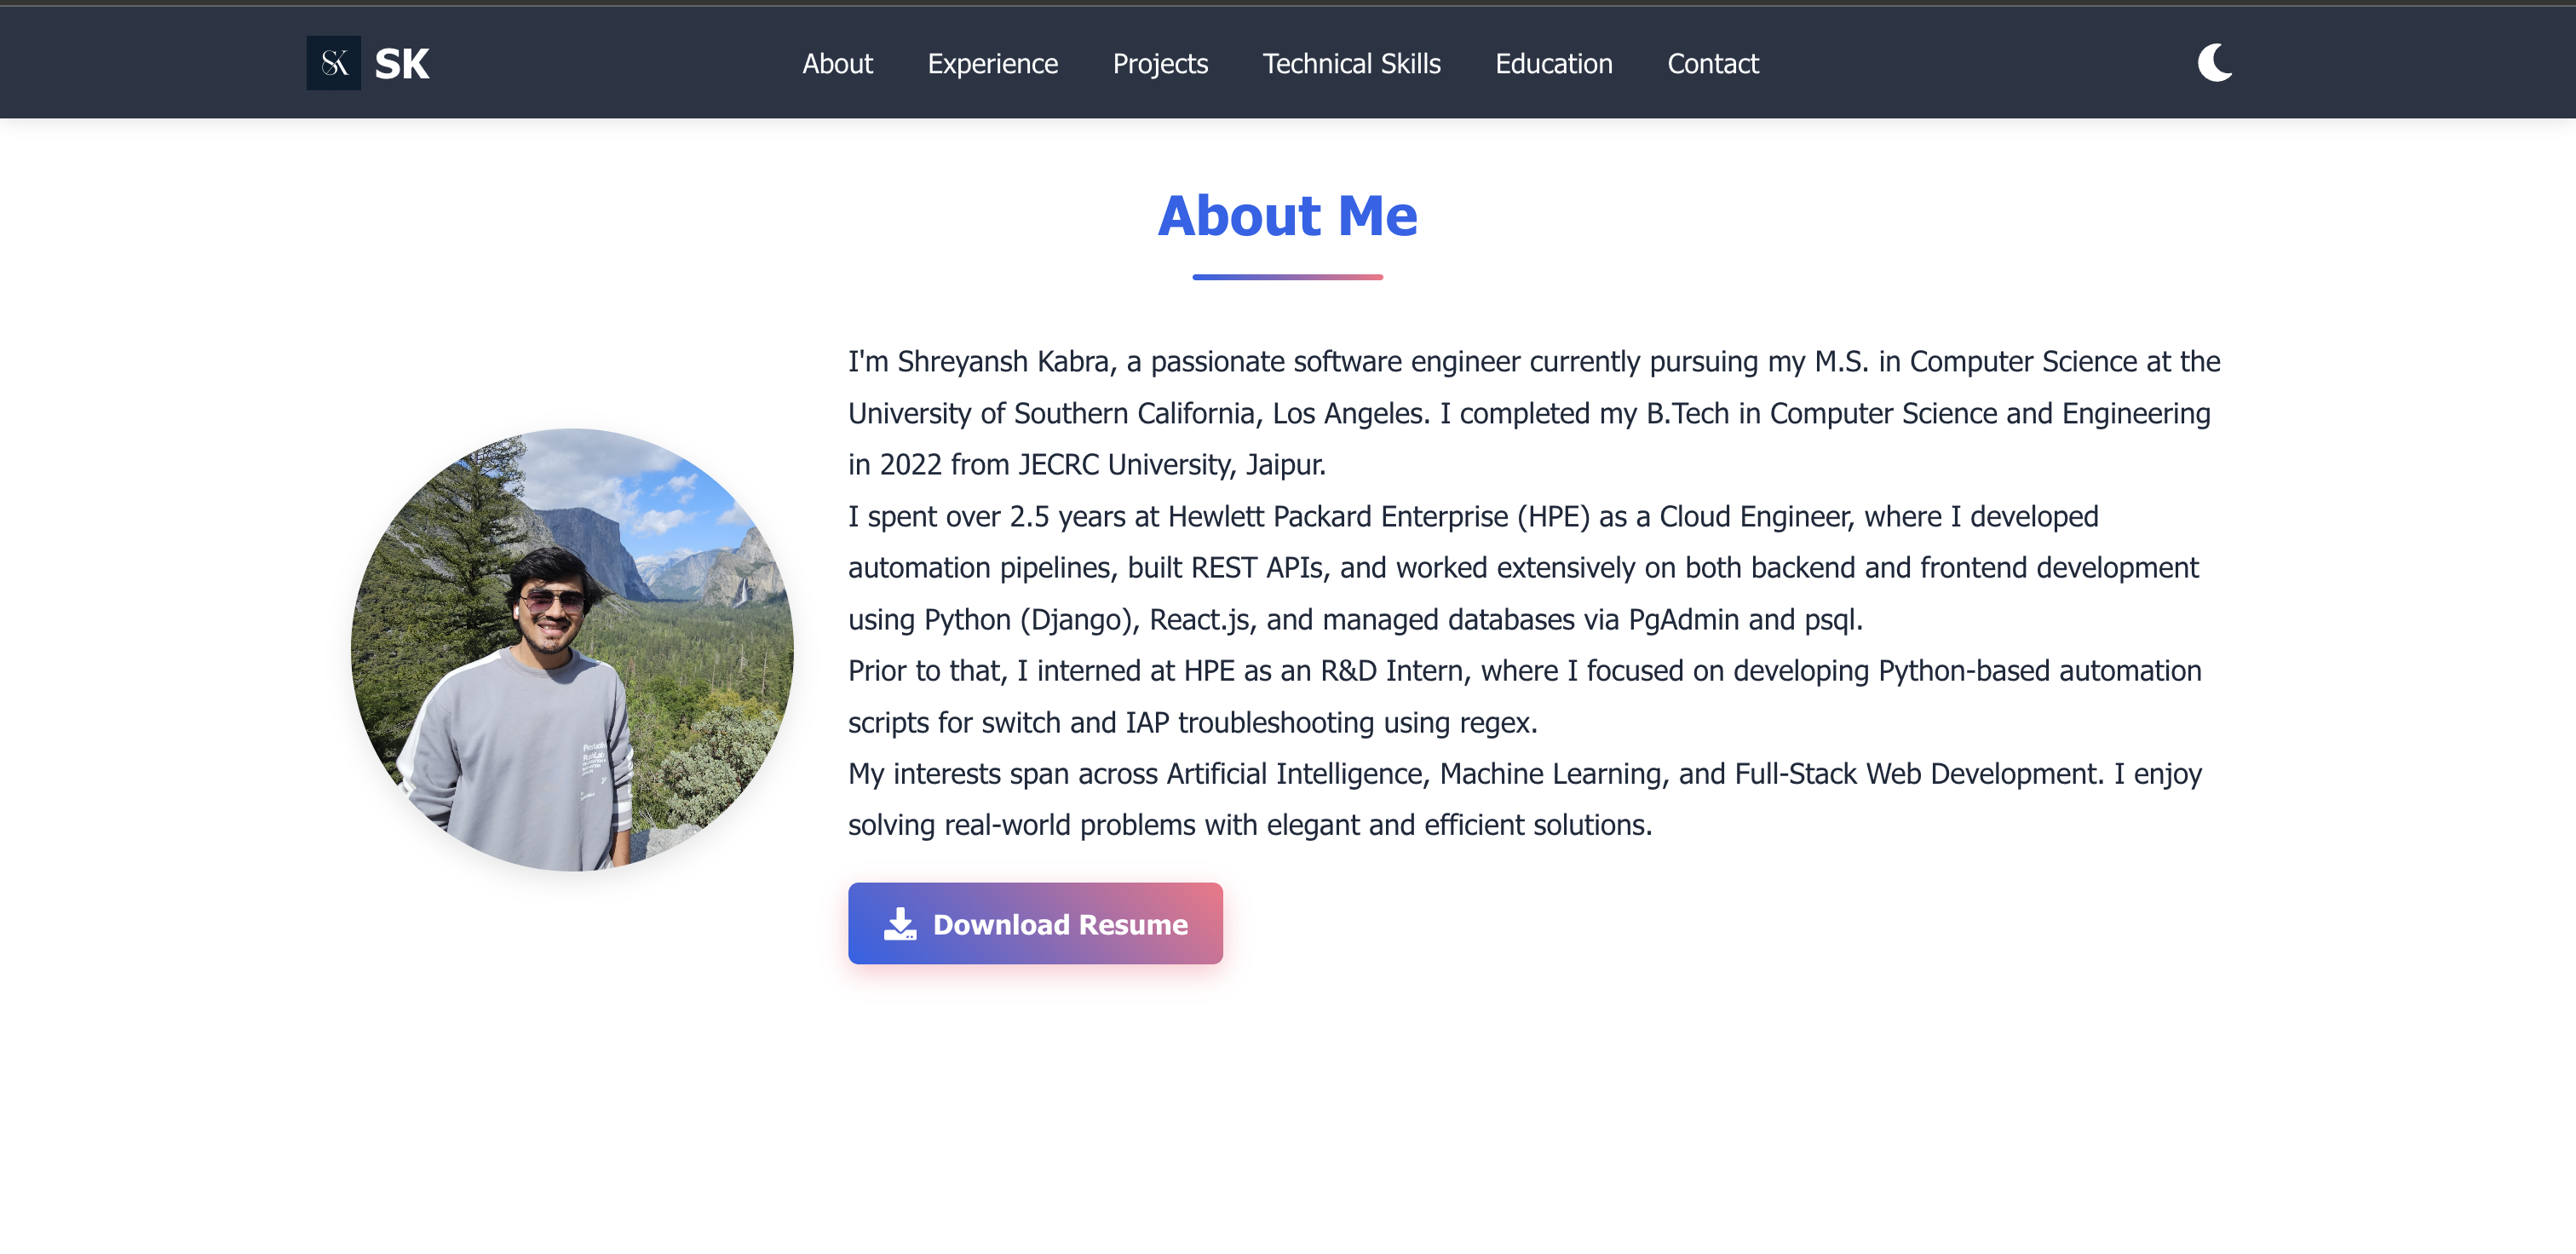 SK SK
About Experience Projects Technical Skills Education Contact
About Me
I'm Shreyansh Kabra, a passionate software engineer currently pursuing my M.S. in Computer Science at the
University of Southern California, Los Angeles. I completed my B.Tech in Computer Science and Engineering
in 2022 from JECRC University, Jaipur.
I spent over 2.5 years at Hewlett Packard Enterprise (HPE) as a Cloud Engineer, where I developed
automation pipelines, built REST APIs, and worked extensively on both backend and frontend development
using Python (Django), React.js, and managed databases via PgAdmin and psql.
Prior to that, I interned at HPE as an R&D Intern, where I focused on developing Python-based automation
scripts for switch and IAP troubleshooting using regex.
My interests span across Artificial Intelligence, Machine Learning, and Full-Stack Web Development. I enjoy
solving real-world problems with elegant and efficient solutions.
Download Resume